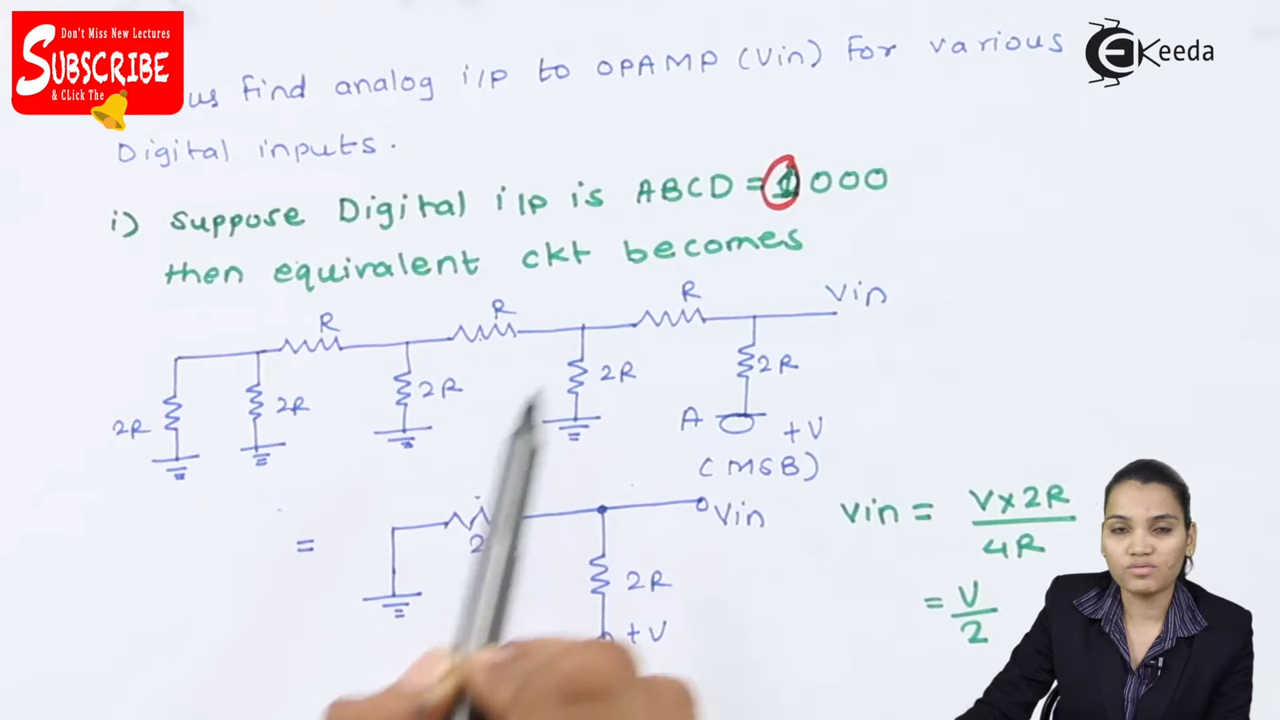 Don't Miss New Lectures
SUBSCRIBE
& Click The
EKeeda
us find analog i/p to OPAMP (Vin) For various
Digital inputs.
i) suppose Digital i/p is ABCD = 1000
then equivalent ckt becomes
R
R
R
Vin
2R
2R
2R
2R
2R
A
+V
(MSB)
=
Vin
2R
+V
Vin = V x 2R
4R
= V
2